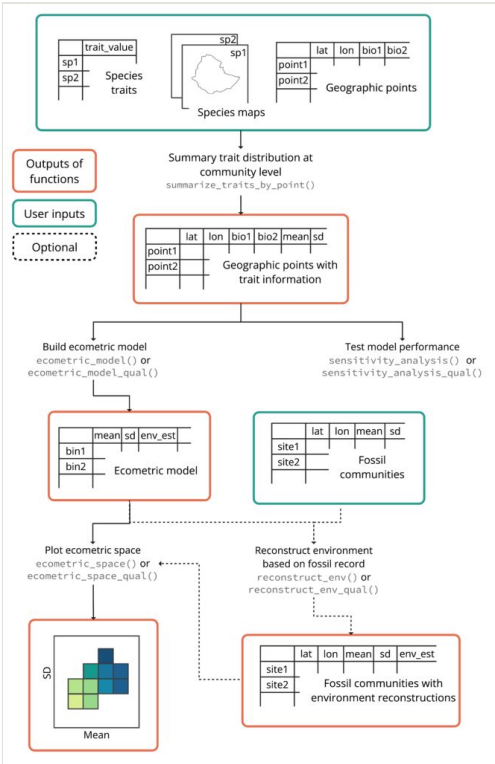 trait_value
sp1
sp2
Species
traits
sp2
sp1
Species maps
lat lon bio1 bio2
point1
point2
Geographic points
Outputs of
functions
User inputs
Optional
Summary trait distribution at
community level
summarize_traits_by_point()
lat lon bio1 bio2 mean sd
point1
point2
Geographic points with
trait information
Build ecometric model
ecometric_model() or
ecometric_model_qual()
Test model performance
sensitivity_analysis() or
sensitivity_analysis_qual()
mean sd env_est
bin1
bin2
Ecometric model
lat lon mean sd
site1
site2
Fossil
communities
Plot ecometric space
ecometric_space() or
ecometric_space_qual()
Reconstruct environment
based on fossil record
reconstruct_env() or
reconstruct_env_qual()
SD
Mean
lat lon mean sd env_est
site1
site2
Fossil communities with
environment reconstructions